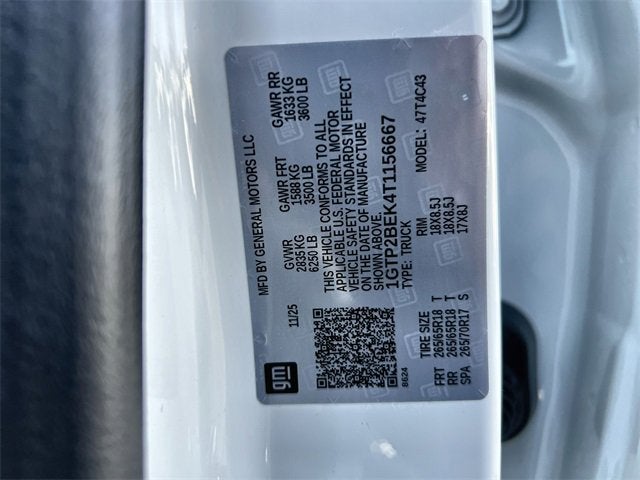 gm
MFD BY GENERAL MOTORS LLC
11/25
GVWR GAWR FRT GAWR RR
2835 KG 1588 KG 1633 KG
6250 LB 3500 LB 3600 LB
THIS VEHICLE CONFORMS TO ALL
APPLICABLE U.S. FEDERAL MOTOR
VEHICLE SAFETY STANDARDS IN EFFECT
ON THE DATE OF MANUFACTURE
SHOWN ABOVE.
1GTP2BEK4T1156667
8624 TYPE: TRUCK MODEL: 47T4C43
TIRE SIZE RIM
FRT 265/65R18 T 18X8.5J
RR 265/65R18 T 18X8.5J
SPA 265/70R17 S 17X8J